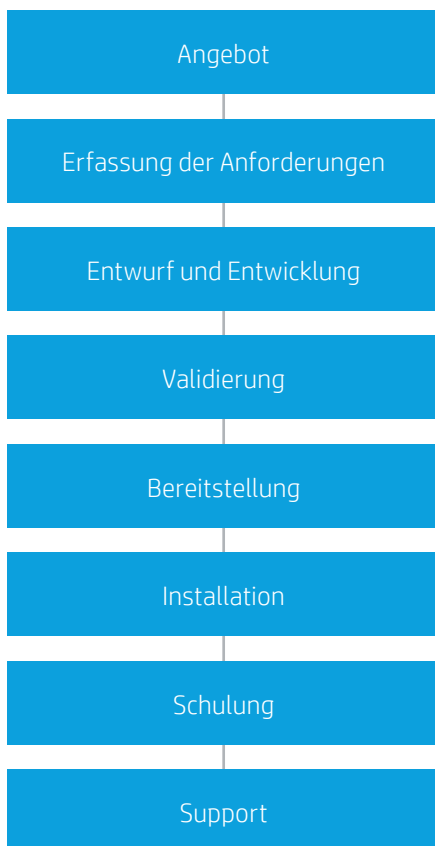 Angebot
Erfassung der Anforderungen
Entwurf und Entwicklung
Validierung
Bereitstellung
Installation
Schulung
Support